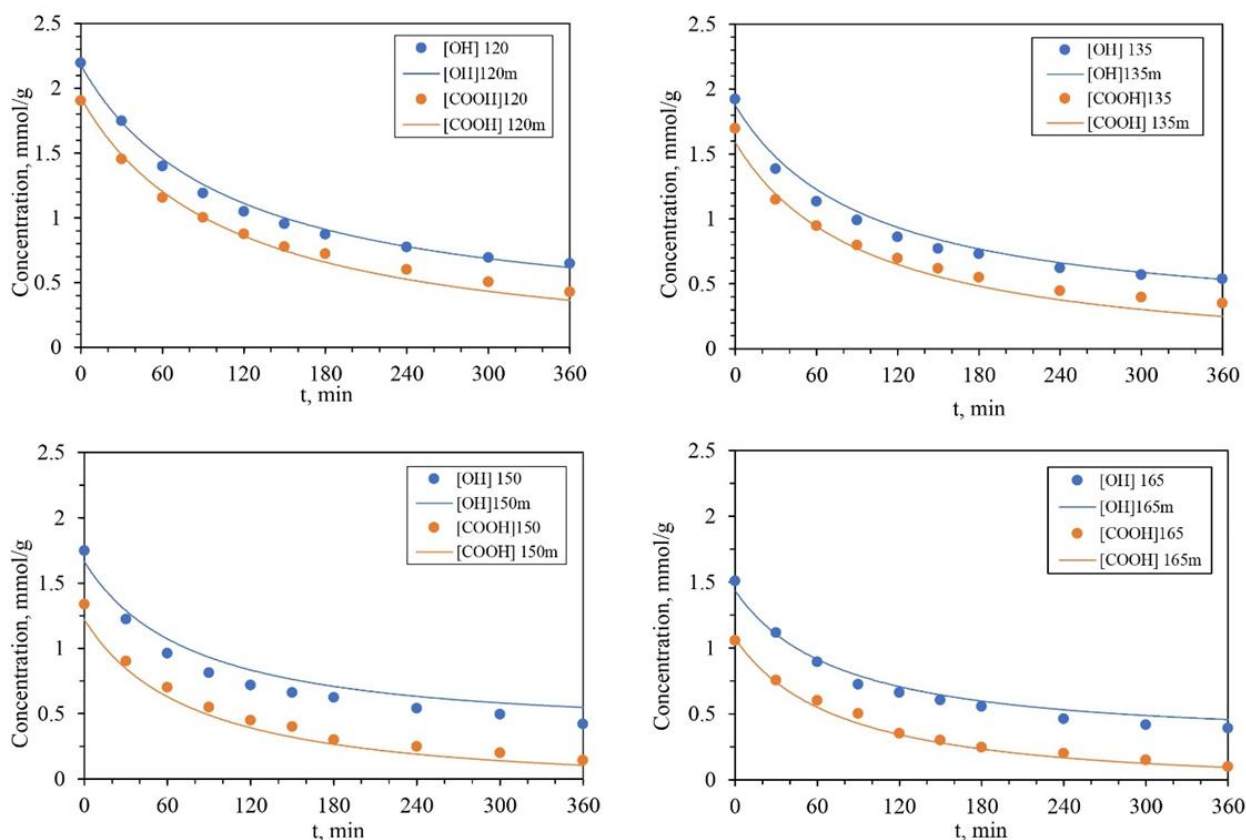 Concentration, mmol/g
2.5
2
1.5
1
0.5
0
0 60 120 180 240 300 360
t, min
[OH] 120
[OH]120m
[COOH]120
[COOH] 120m
Concentration, mmol/g
2.5
2
1.5
1
0.5
0
0 60 120 180 240 300 360
t, min
[OH] 135
[OH]135m
[COOH]135
[COOH] 135m
Concentration, mmol/g
2.5
2
1.5
1
0.5
0
0 60 120 180 240 300 360
t, min
[OH] 150
[OH]150m
[COOH]150
[COOH] 150m
Concentration, mmol/g
2.5
2
1.5
1
0.5
0
0 60 120 180 240 300 360
t, min
[OH] 165
[OH]165m
[COOH]165
[COOH] 165m